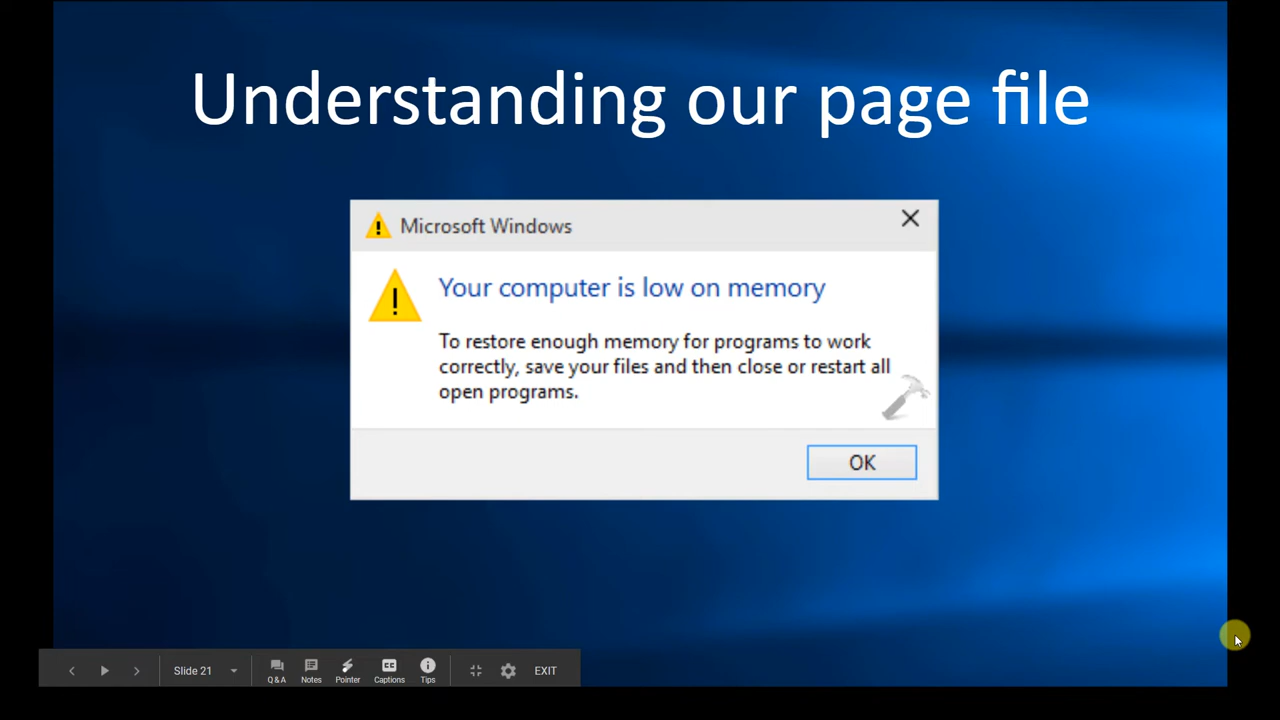 Understanding our page file
Microsoft Windows
Your computer is low on memory
To restore enough memory for programs to work
correctly, save your files and then close or restart all
open programs.
OK
Slide 21
Q & A
Notes
Pointer
CC
Captions
Tips
EXIT